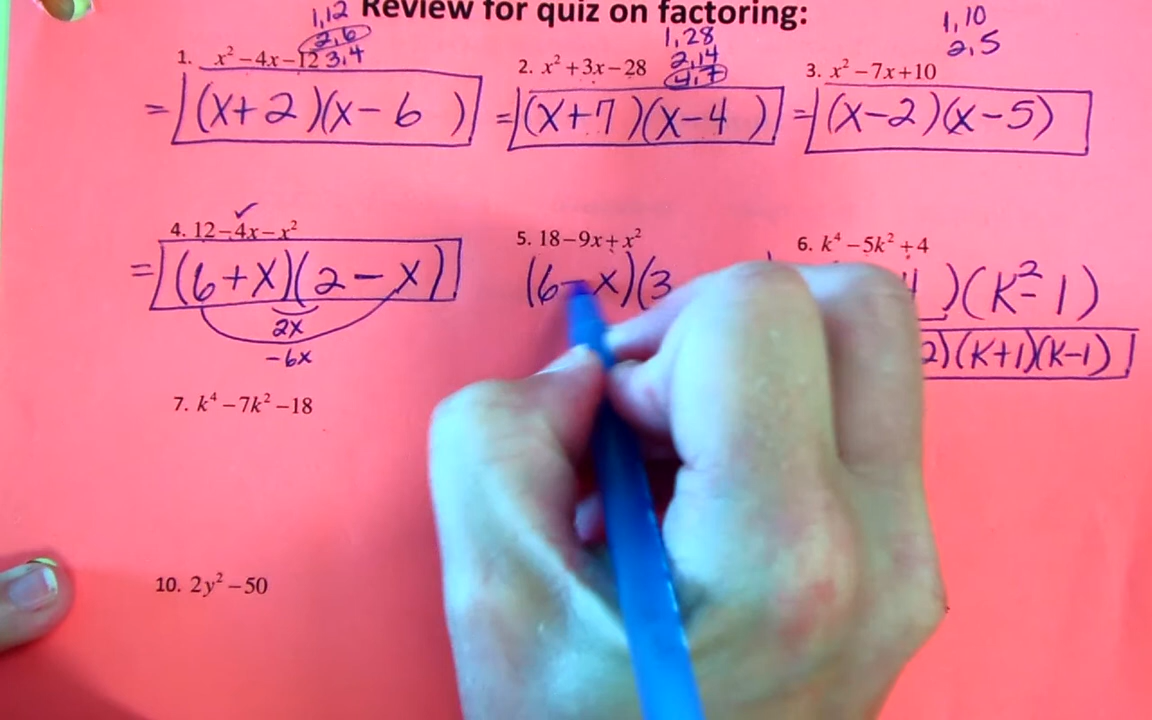 Review for quiz on factoring:
1,12
2,6
3,4
1. x² – 4x – 12
= (x+2)(x-6)
1,28
2,14
4,7
2. x² + 3x – 28
= (x+7)(x-4)
1,10
2,5
3. x² – 7x + 10
= (x-2)(x-5)
4. 12 – 4x – x²
= (6+x)(2-x)
2x
-6x
5. 18 – 9x + x²
(6-x)(3
6. k⁴ – 5k² + 4
)(k²-1)
2)(k+1)(k-1)
7. k⁴ – 7k² – 18
10. 2y² – 50